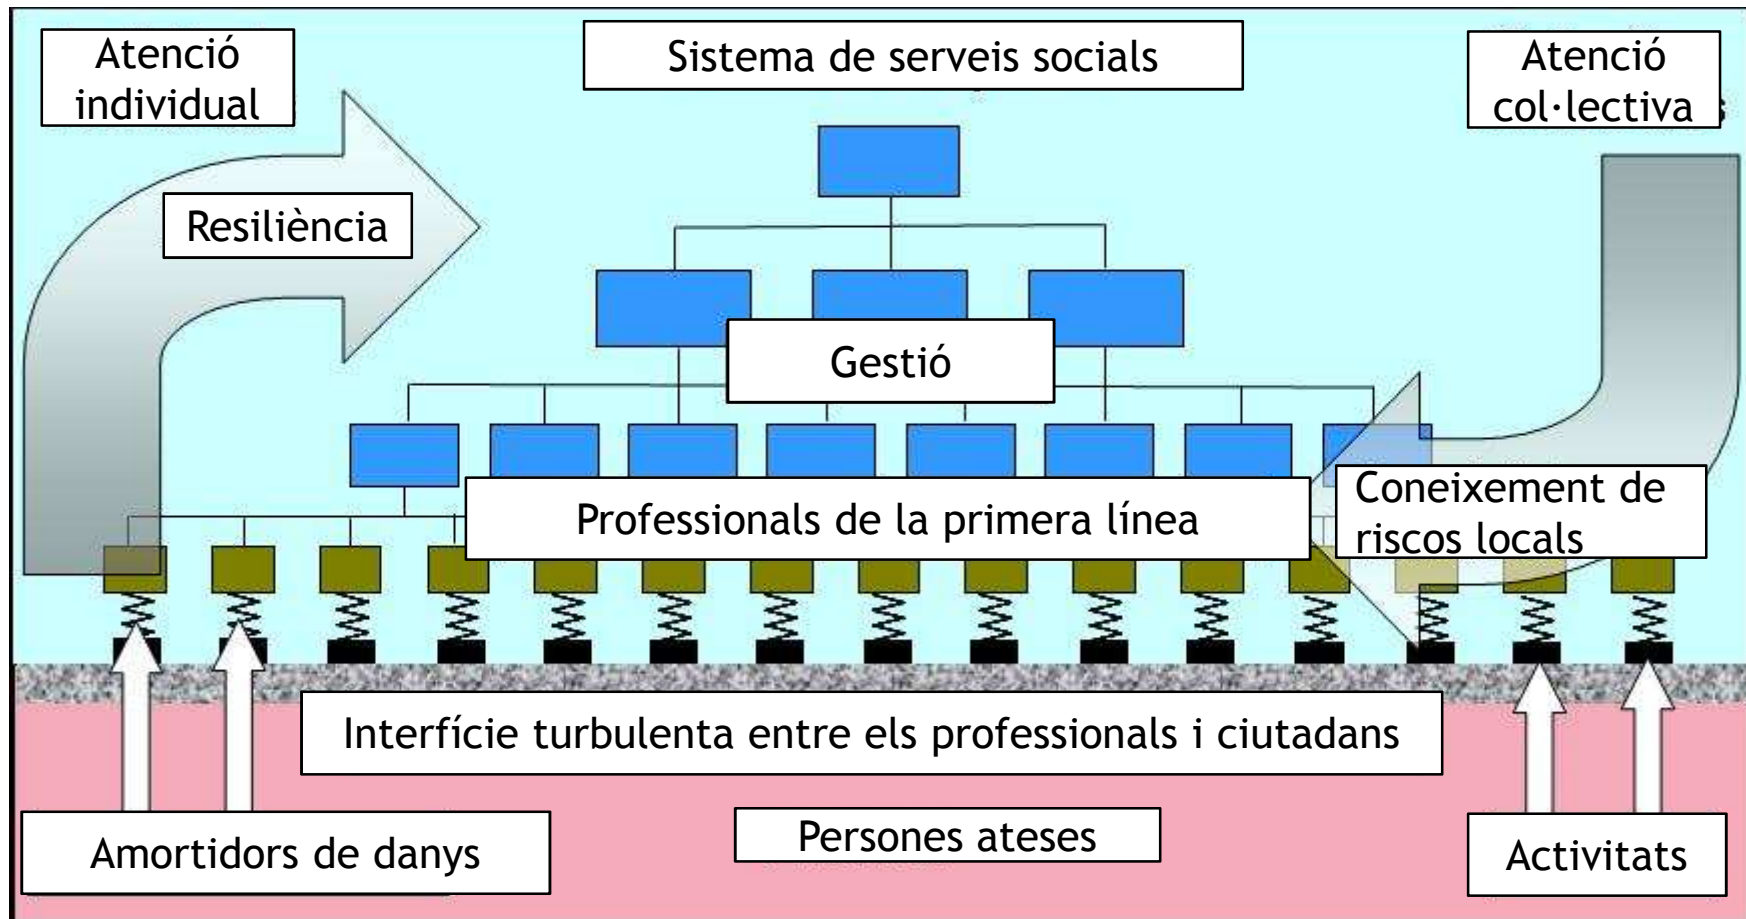 Atenció
individual
Sistema de serveis socials
Atenció
col·lectiva
Resiliència
Gestió
Professionals de la primera línea
Coneixement de
riscos locals
Interfície turbulenta entre els professionals i ciutadans
Amortidors de danys
Persones ateses
Activitats